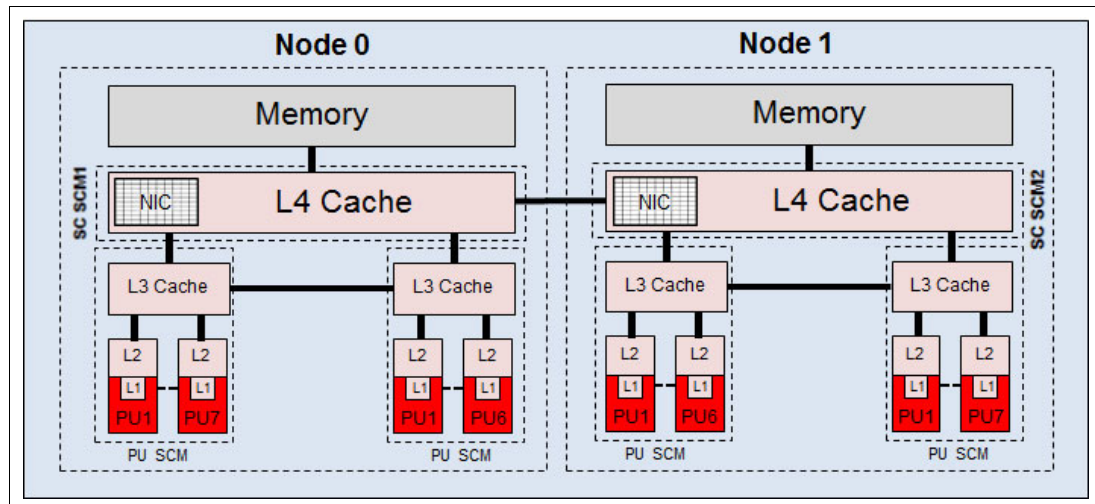 Node 0
Node 1
Memory
Memory
SC SCM1
NIC
L4 Cache
NIC
L4 Cache
SC SCM2
L3 Cache
L3 Cache
L3 Cache
L3 Cache
L2
L2
L2
L2
L2
L2
L2
L2
L1
L1
L1
L1
L1
L1
L1
L1
PU1
PU7
PU1
PU6
PU1
PU6
PU1
PU7
PU SCM
PU SCM
PU SCM
PU SCM